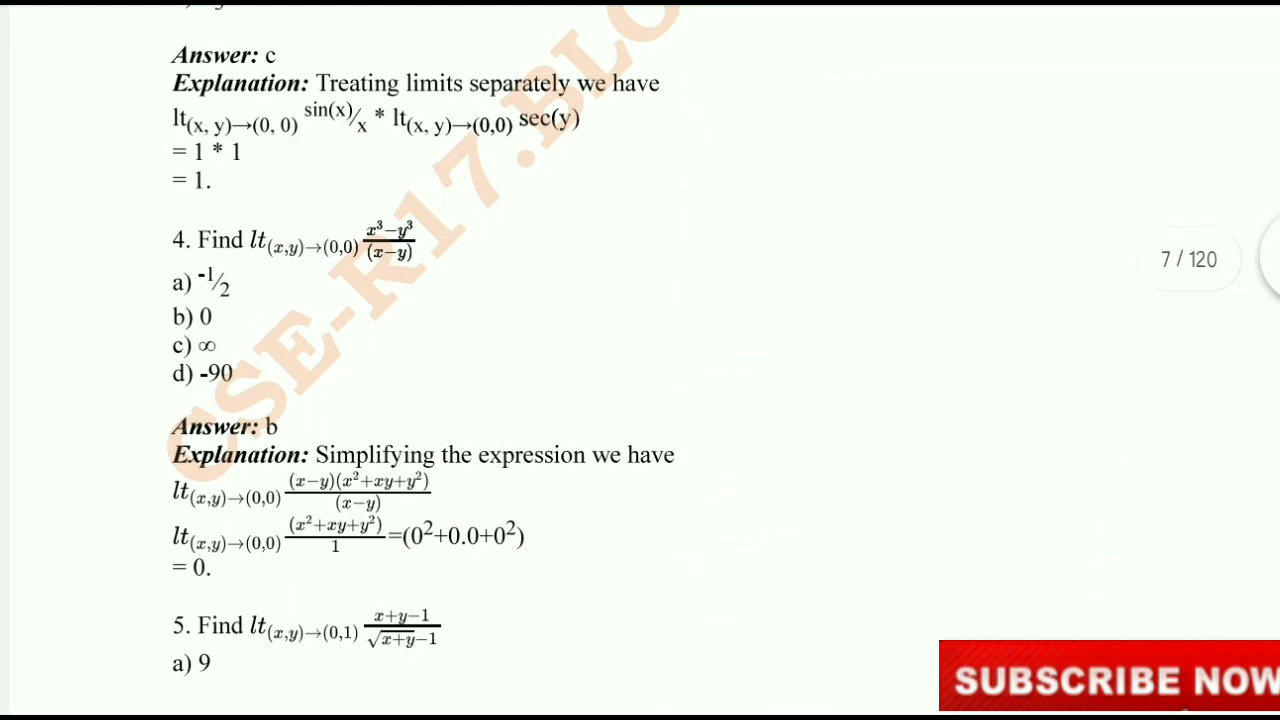 Answer: c
Explanation: Treating limits separately we have
lt(x, y)→(0, 0) sin(x)/x * lt(x, y)→(0,0) sec(y)
= 1 * 1
= 1.
4. Find lt(x,y)→(0,0) x³−y³/(x−y)
a) -1/2
b) 0
c) ∞
d) -90
Answer: b
Explanation: Simplifying the expression we have
lt(x,y)→(0,0) (x−y)(x²+xy+y²)/(x−y)
lt(x,y)→(0,0) (x²+xy+y²)/1 =(0²+0.0+0²)
= 0.
5. Find lt(x,y)→(0,1) x+y−1/√x+y−1
a) 9
7 / 120
CSE-R17.BLO
SUBSCRIBE NOW